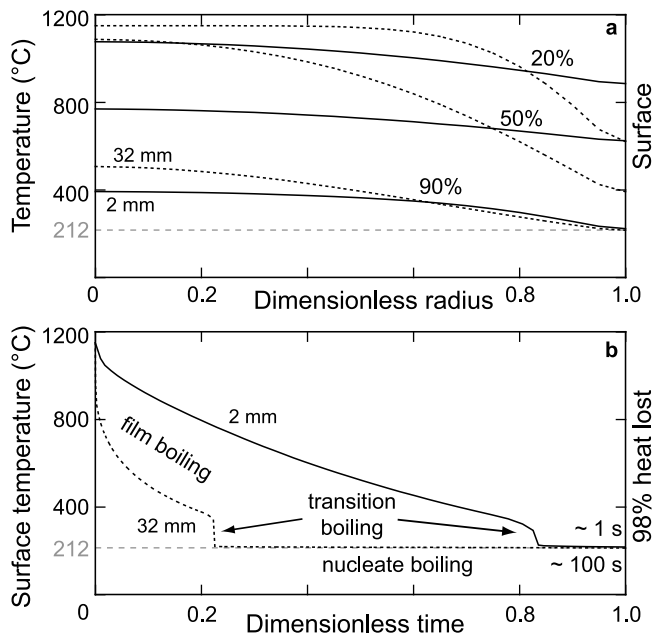 1200
800
400
212
Temperature (°C)
a
20%
50%
90%
32 mm
2 mm
Surface
0
0.2
0.8
1.0
Dimensionless radius
1200
800
400
212
Surface temperature (°C)
b
2 mm
film boiling
32 mm
transition
boiling
nucleate boiling
~ 1 s
~ 100 s
98% heat lost
0
0.2
0.8
1.0
Dimensionless time